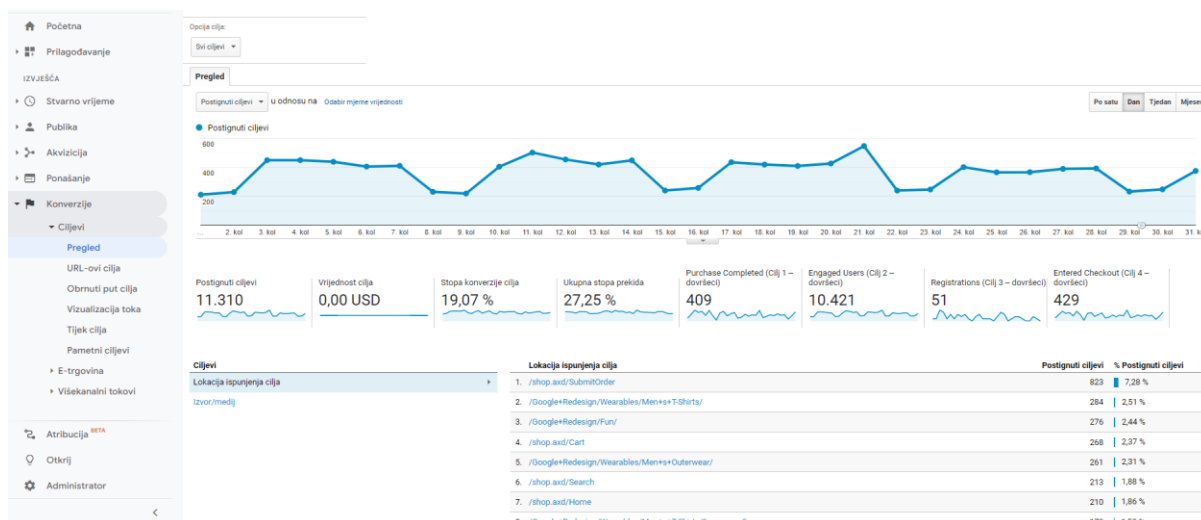 Početna
Prilagođavanje
IZVJEŠĆA
Stvarno vrijeme
Publika
Akvizicija
Ponašanje
Konverzije
Ciljevi
Pregled
URL-ovi cilja
Obrnuti put cilja
Vizualizacija toka
Tijek cilja
Pametni ciljevi
E-trgovina
Višekanalni tokovi
Atribucija BETA
Otkrij
Administrator
Opcija cilja:
Svi ciljevi
Pregled
Postignuti ciljevi u odnosu na Odabir mjerne vrijednosti
Po satu Dan Tjedan Mjesec
Postignuti ciljevi
600
400
200
... 2. kol 3. kol 4. kol 5. kol 6. kol 7. kol 8. kol 9. kol 10. kol 11. kol 12. kol 13. kol 14. kol 15. kol 16. kol 17. kol 18. kol 19. kol 20. kol 21. kol 22. kol 23. kol 24. kol 25. kol 26. kol 27. kol 28. kol 29. kol 30. kol 31. k
Postignuti ciljevi
11.310
Vrijednost cilja
0,00 USD
Stopa konverzije cilja
19,07 %
Ukupna stopa prekida
27,25 %
Purchase Completed (Cilj 1 –
dovršeci)
409
Engaged Users (Cilj 2 –
dovršeci)
10.421
Registrations (Cilj 3 – dovršeci)
51
Entered Checkout (Cilj 4 –
dovršeci)
429
Ciljevi
Lokacija ispunjenja cilja
Izvor/medij
Lokacija ispunjenja cilja Postignuti ciljevi % Postignuti ciljevi
1. /shop.axd/SubmitOrder 823 7,28 %
2. /Google+Redesign/Wearables/Men+s+T-Shirts/ 284 2,51 %
3. /Google+Redesign/Fun/ 276 2,44 %
4. /shop.axd/Cart 268 2,37 %
5. /Google+Redesign/Wearables/Men+s+Outerwear/ 261 2,31 %
6. /shop.axd/Search 213 1,88 %
7. /shop.axd/Home 210 1,86 %